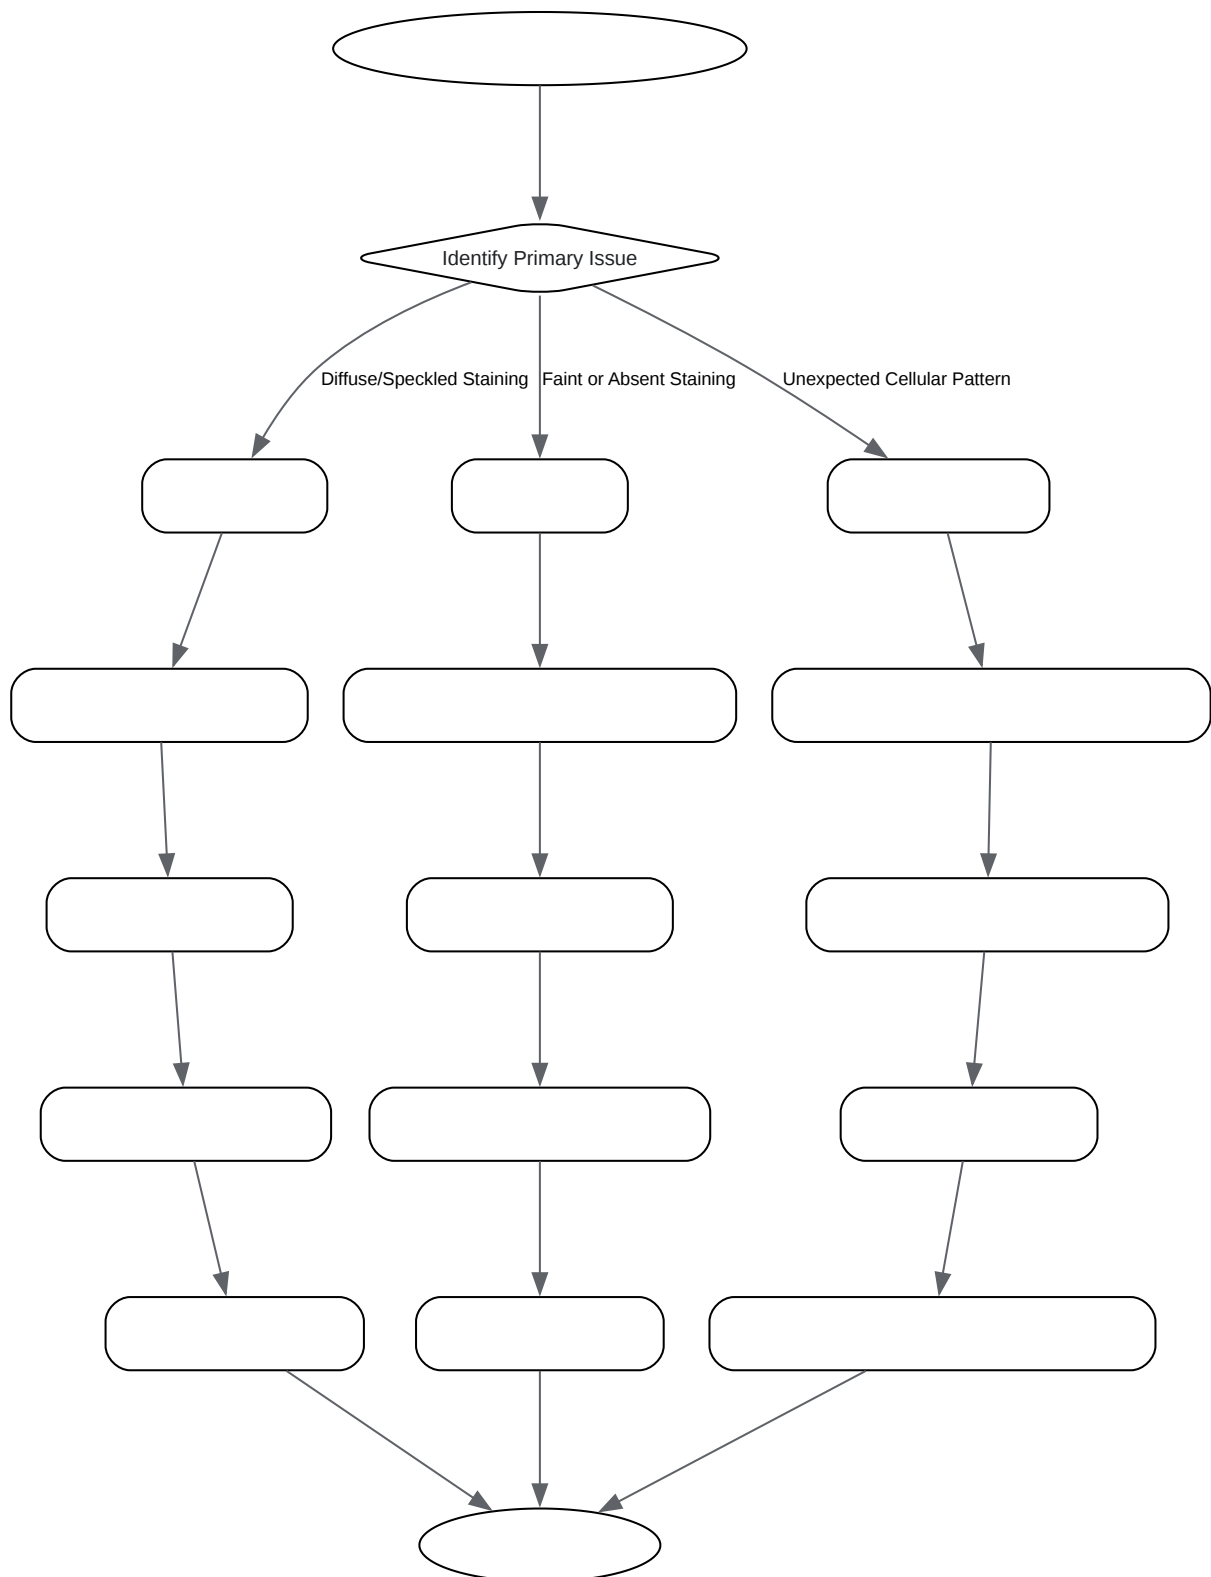 Identify Primary Issue
Diffuse/Speckled Staining
Faint or Absent Staining
Unexpected Cellular Pattern